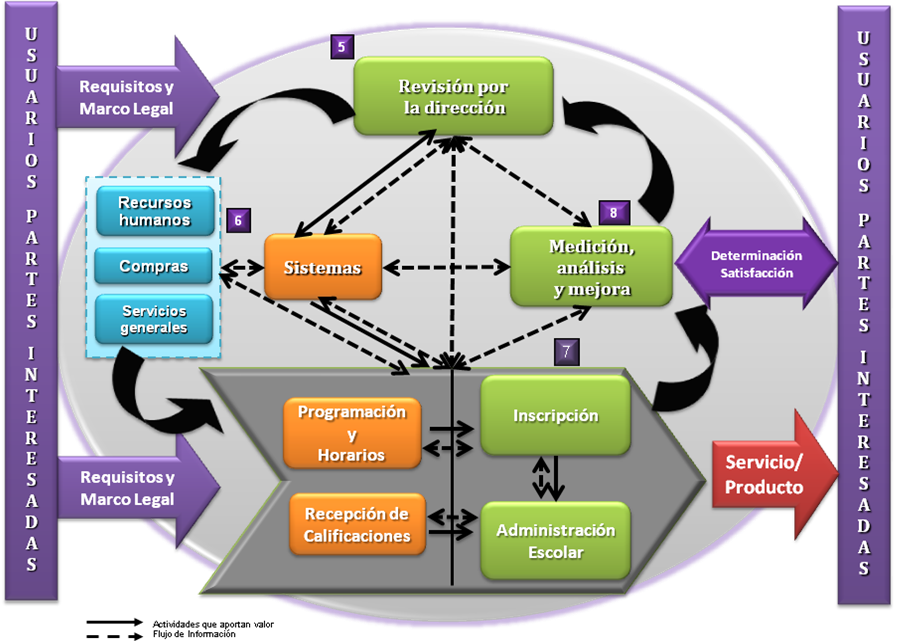 USUARIOS PARTES INTERESADAS
Requisitos y
Marco Legal
5
Revisión por
la dirección
Recursos
humanos
Compras
Servicios
generales
6
Sistemas
8
Medición,
análisis
y mejora
Determinación
Satisfacción
7
Requisitos y
Marco Legal
Programación
y
Horarios
Inscripción
Recepción de
Calificaciones
Administración
Escolar
Servicio/
Producto
USUARIOS PARTES INTERESADAS
Actividades que aportan valor
Flujo de Información